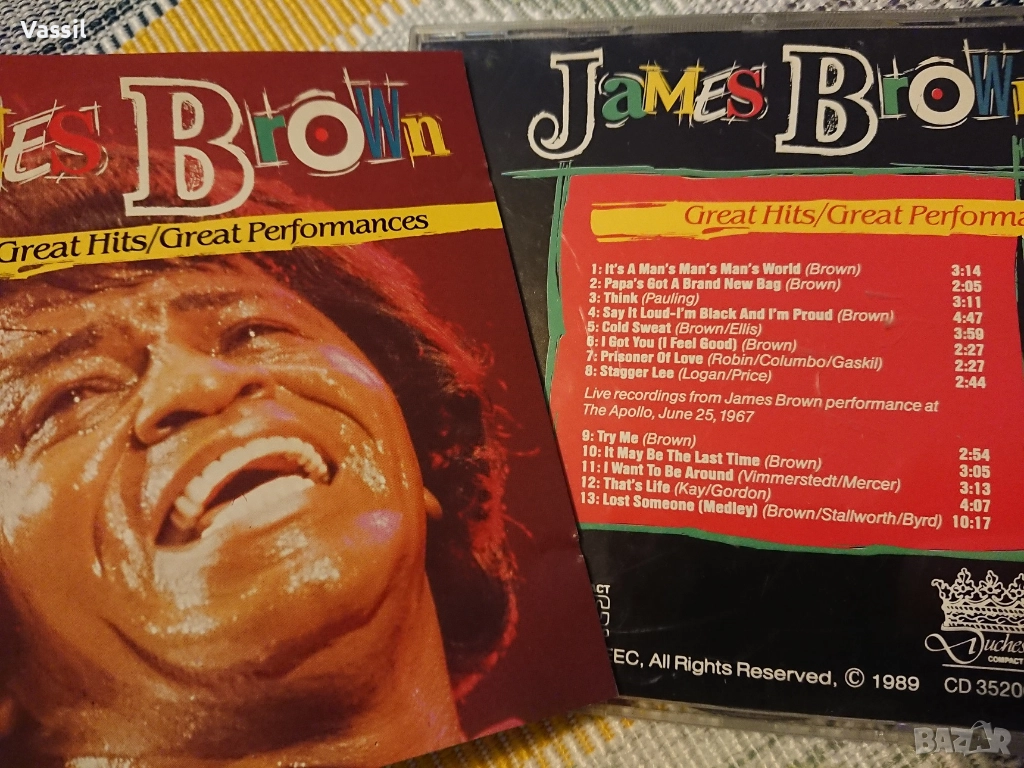 Vassil
Brown
Great Hits/Great Performances
James Brown
Great Hits/Great
1: It's A Man's Man's Man's World (Brown) 3:14
2: Papa's Got A Brand New Bag (Brown) 2:05
3: Think (Pauling) 3:11
4: Say It Loud-I'm Black And I'm Proud (Brown) 4:47
5: Cold Sweat (Brown/Ellis) 3:59
6: I Got You (I Feel Good) (Brown) 2:27
7: Prisoner Of Love (Robin/Columbo/Gaskil) 2:27
8: Stagger Lee (Logan/Price) 2:44
Live recordings from James Brown performance at
The Apollo, June 25, 1967
9: Try Me (Brown) 2:54
10: It May Be The Last Time (Brown) 3:05
11: I Want To Be Around (Vimmerstedt/Mercer) 3:13
12: That's Life (Kay/Gordon) 4:07
13: Lost Someone (Medley) (Brown/Stallworth/Byrd) 10:17
EEC, All Rights Reserved, © 1989
CD 3520
COMPACT
BAZAR